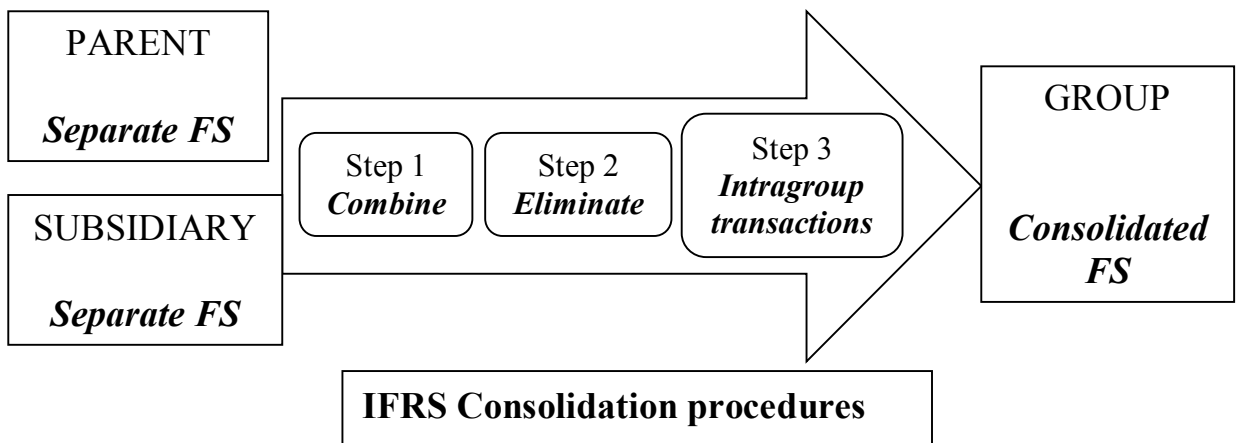 PARENT
Separate FS
SUBSIDIARY
Separate FS
Step 1
Combine
Step 2
Eliminate
Step 3
Intragroup
transactions
GROUP
Consolidated
FS
IFRS Consolidation procedures